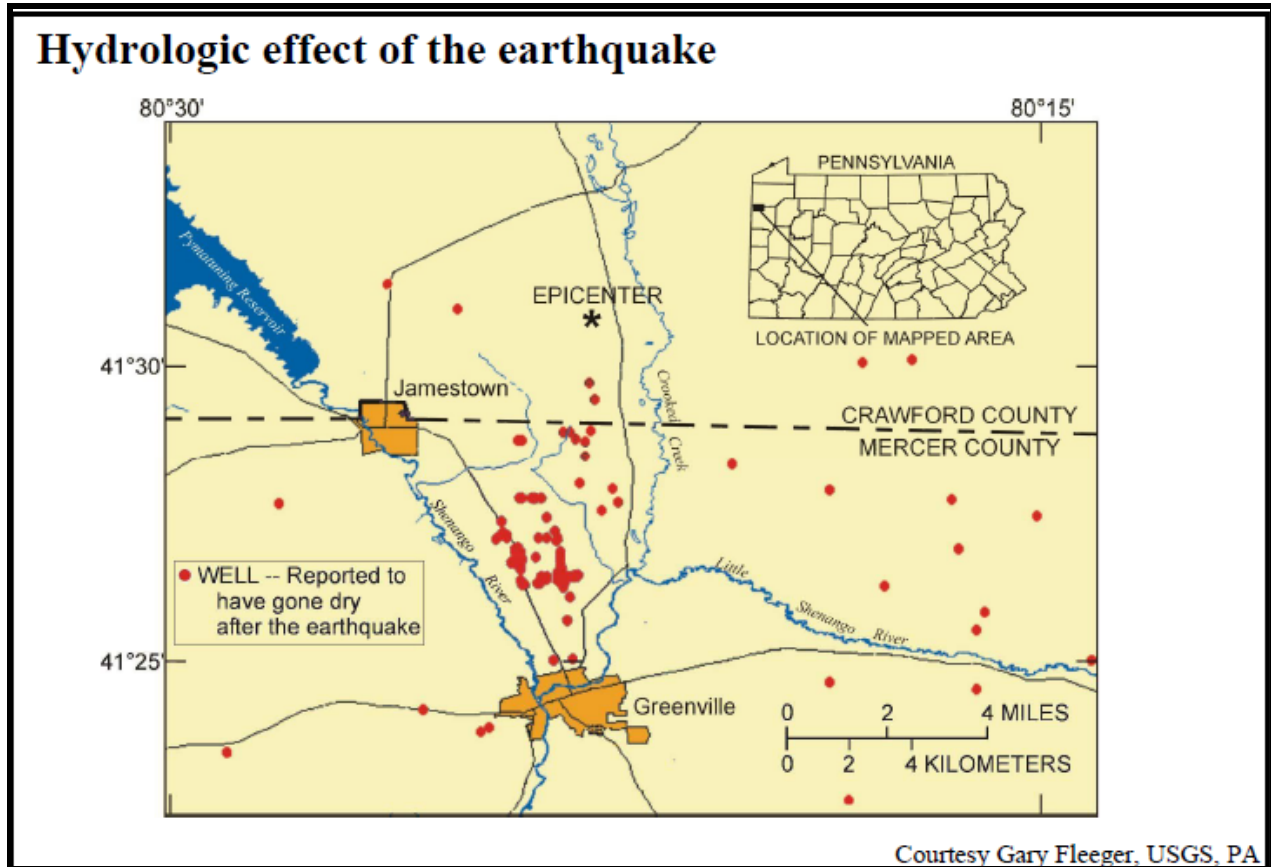 Hydrologic effect of the earthquake
80°30'
80°15'
PENNSYLVANIA
Pymatuning Reservoir
EPICENTER
*
LOCATION OF MAPPED AREA
41°30'
Jamestown
Crooked Creek
CRAWFORD COUNTY
MERCER COUNTY
Shenango River
WELL -- Reported to
have gone dry
after the earthquake
Little Shenango River
41°25'
Greenville
0 2 4 MILES
0 2 4 KILOMETERS
Courtesy Gary Fleeger, USGS, PA